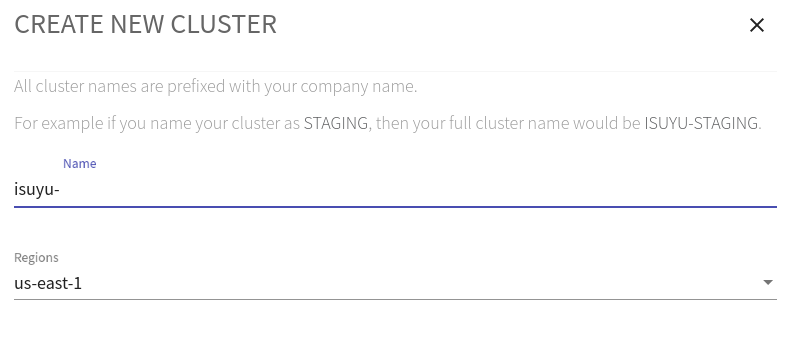 CREATE NEW CLUSTER
All cluster names are prefixed with your company name.
For example if you name your cluster as STAGING, then your full cluster name would be ISUYU-STAGING.
Name
isuyu-
Regions
us-east-1